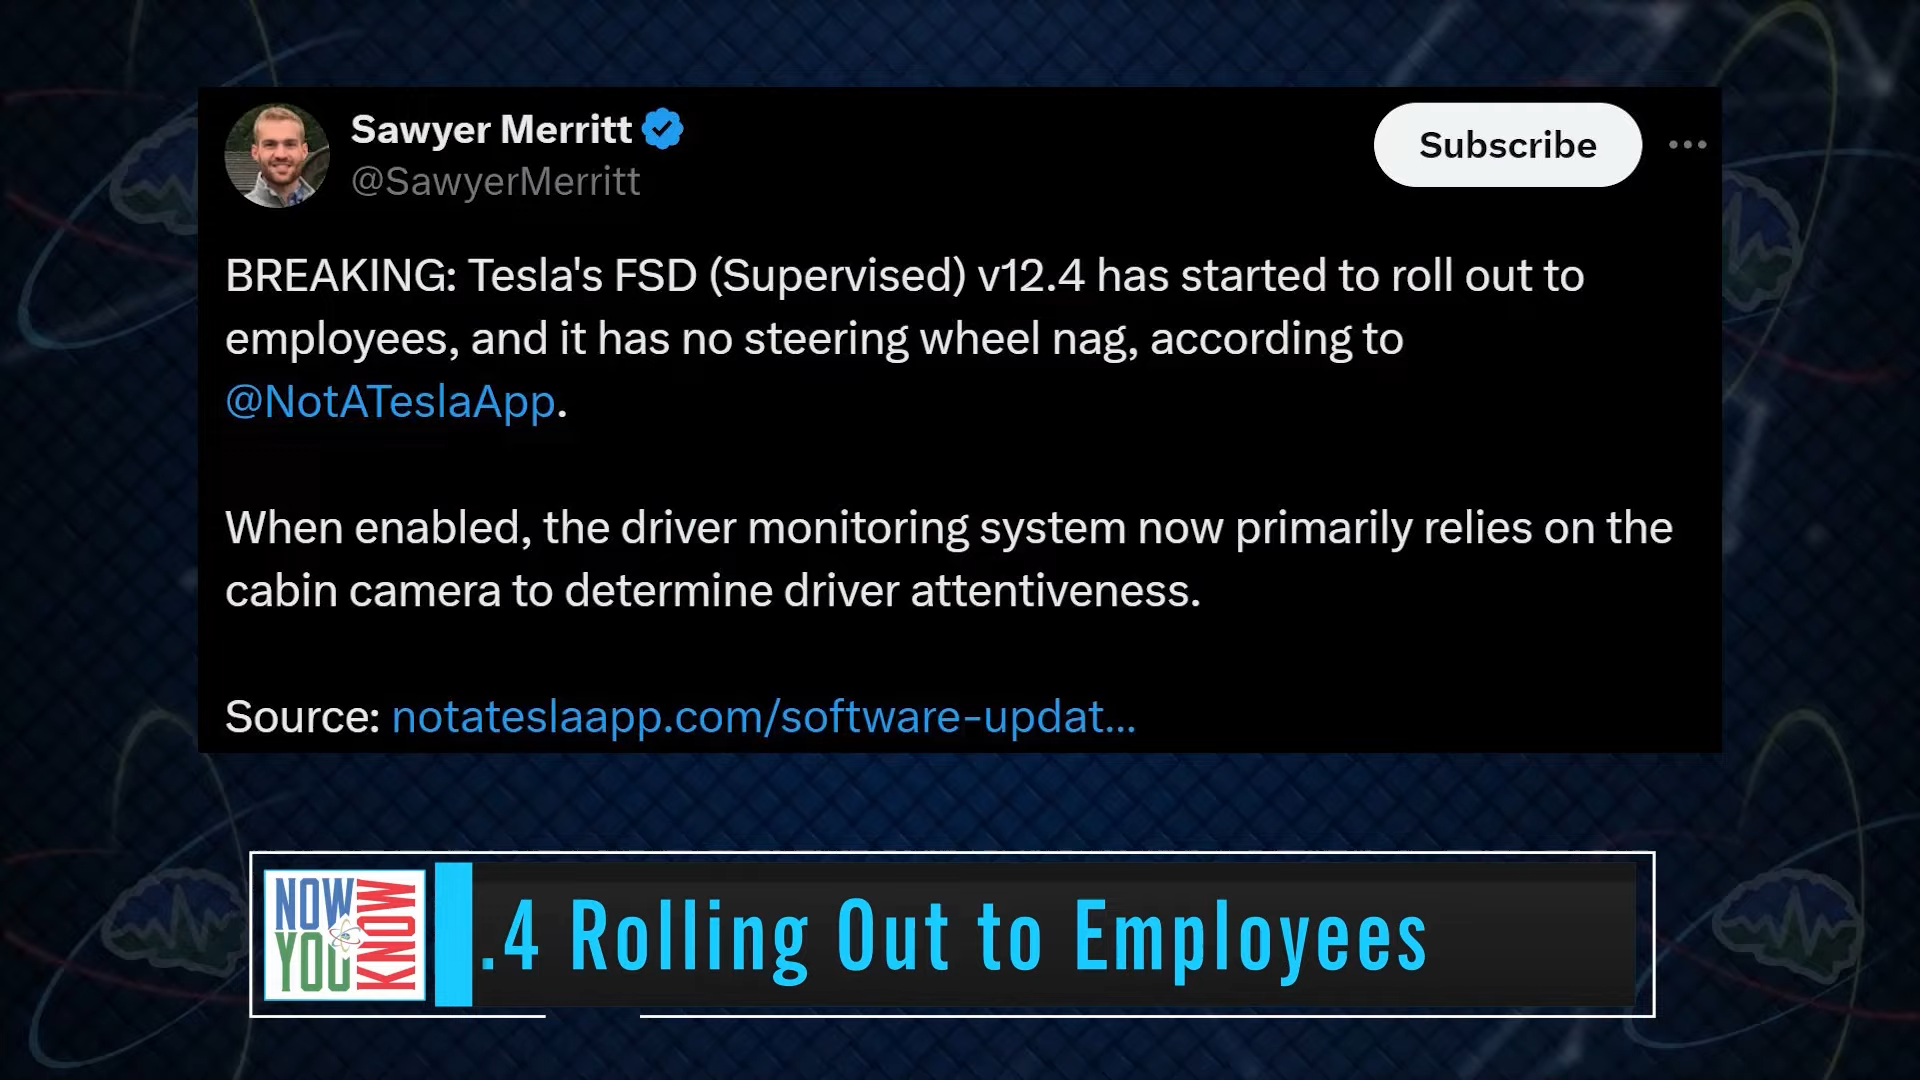 Sawyer Merritt
@SawyerMerritt
Subscribe
BREAKING: Tesla's FSD (Supervised) v12.4 has started to roll out to
employees, and it has no steering wheel nag, according to
@NotATeslaApp.
When enabled, the driver monitoring system now primarily relies on the
cabin camera to determine driver attentiveness.
Source: notateslaapp.com/software-updat...
NOW
YOU
KNOW
.4 Rolling Out to Employees